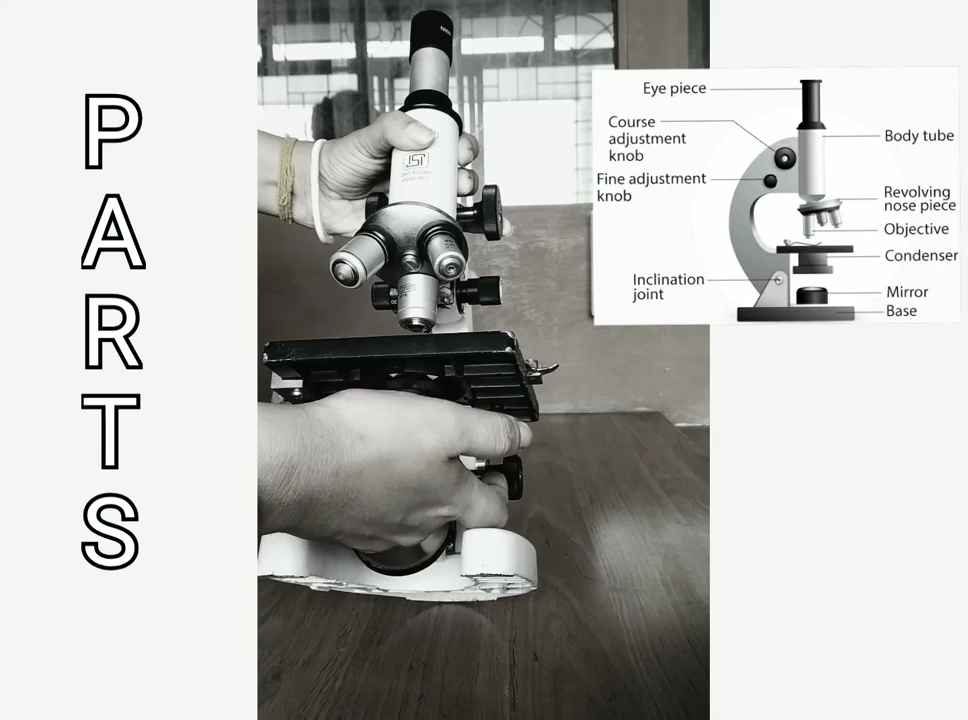 PARTS
ISI
Eye piece
Course
adjustment
knob
Fine adjustment
knob
Inclination
joint
Body tube
Revolving
nose piece
Objective
Condenser
Mirror
Base